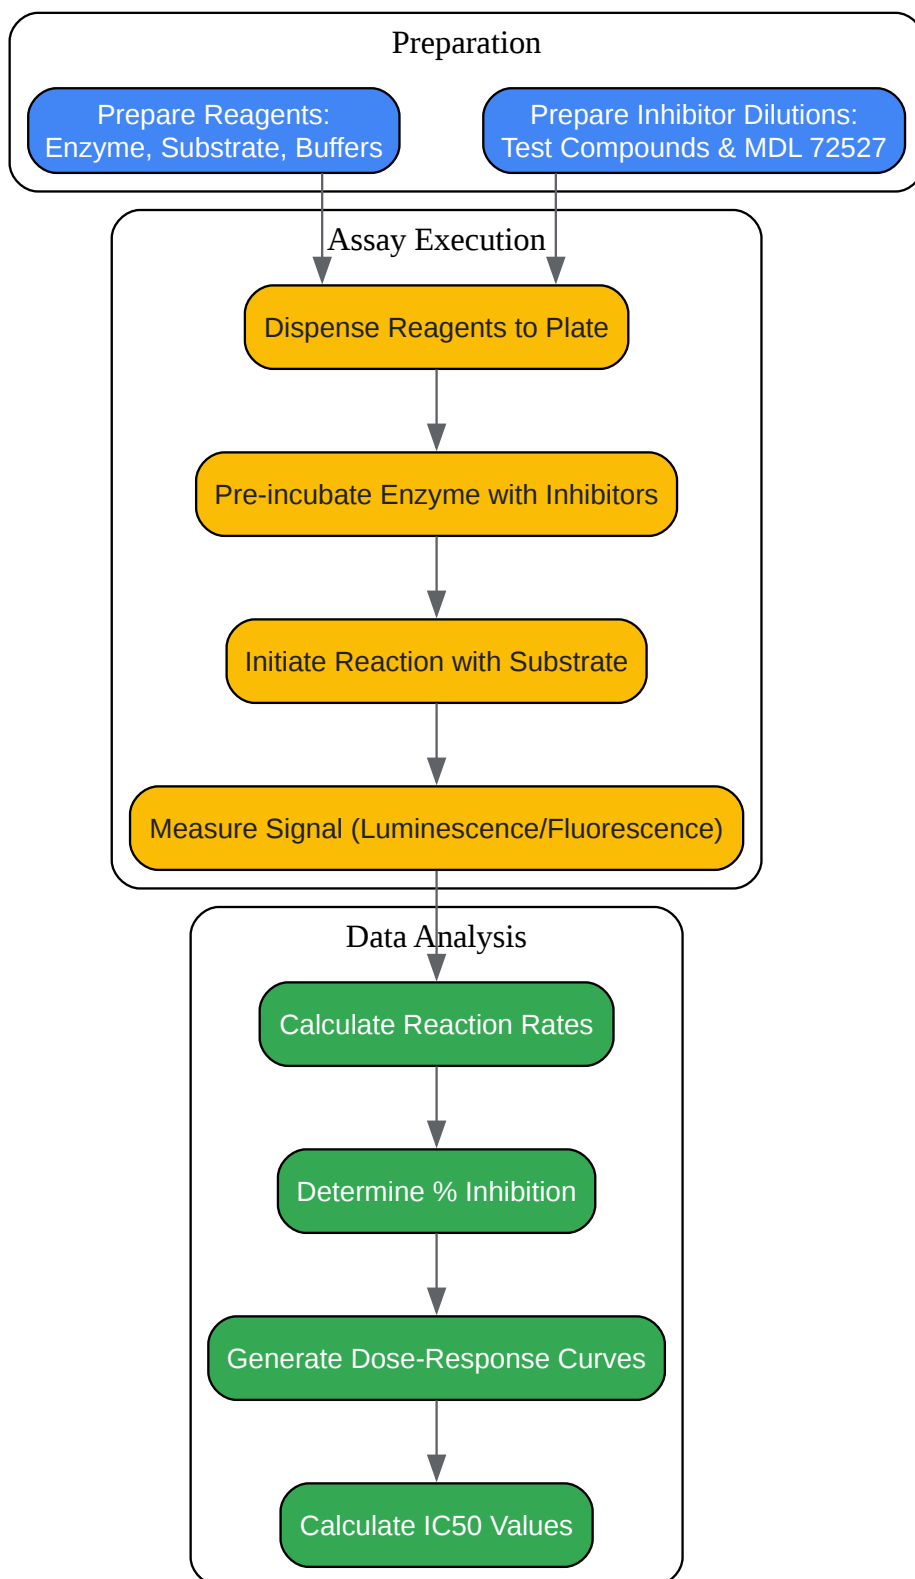 Preparation
Prepare Reagents:
Enzyme, Substrate, Buffers
Prepare Inhibitor Dilutions:
Test Compounds & MDL 72527
Assay Execution
Dispense Reagents to Plate
Pre-incubate Enzyme with Inhibitors
Initiate Reaction with Substrate
Measure Signal (Luminescence/Fluorescence)
Data Analysis
Calculate Reaction Rates
Determine % Inhibition
Generate Dose-Response Curves
Calculate IC50 Values